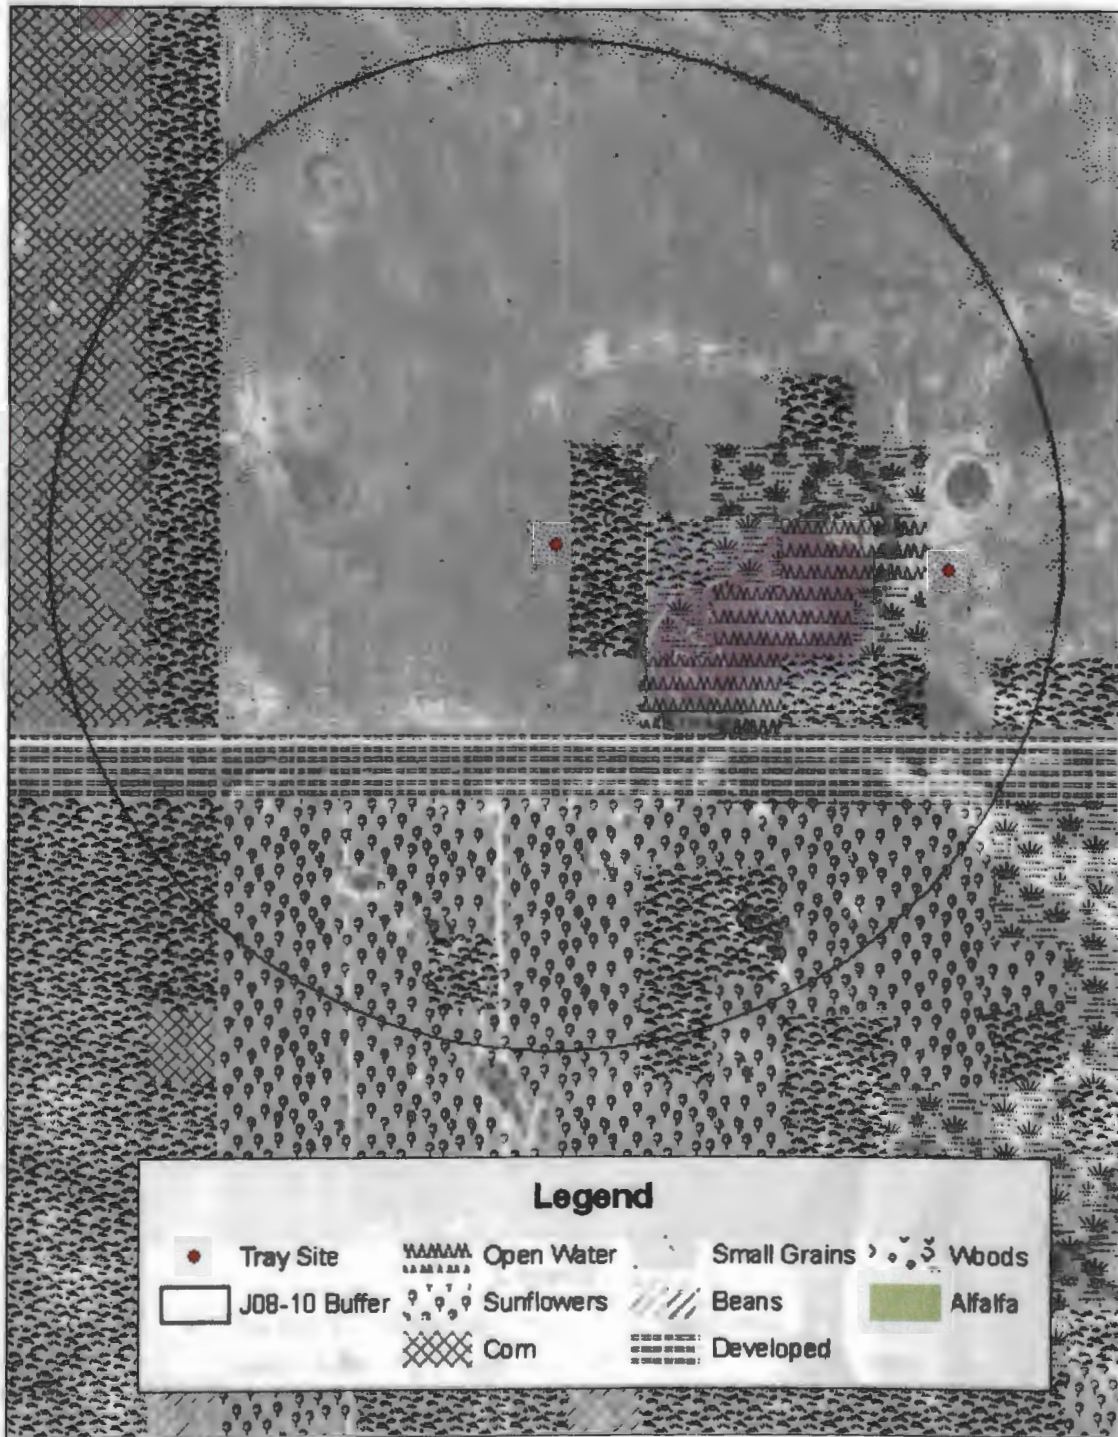 Legend
Tray Site
Open Water
Small Grains
Woods
J08-10 Buffer
Sunflowers
Beans
Alfalfa
Corn
Developed